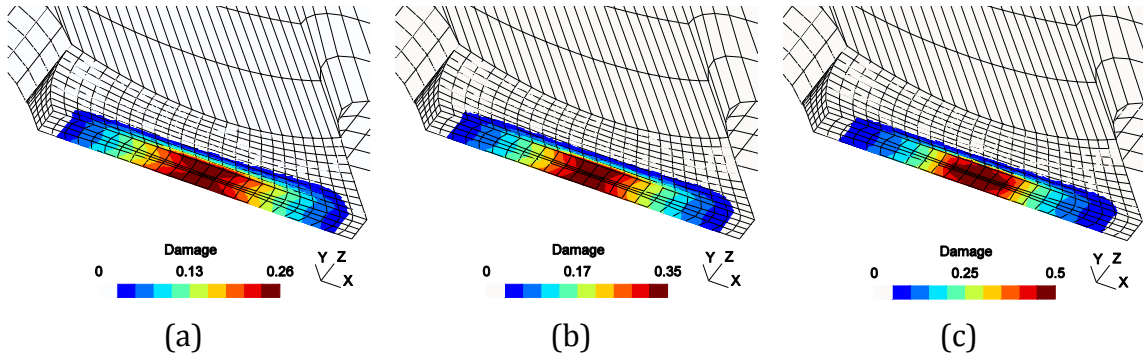 Damage
0 0.13 0.26
Y Z
X
(a)
Damage
0 0.17 0.35
Y Z
X
(b)
Damage
0 0.25 0.5
Y Z
X
(c)